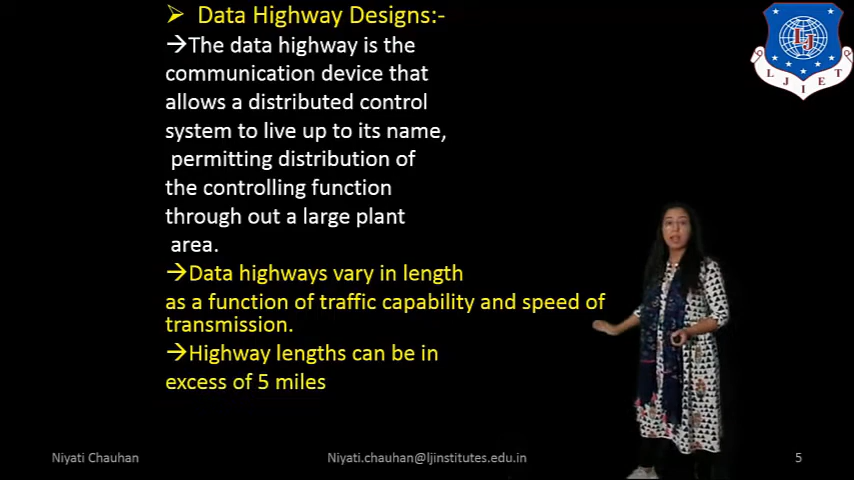 ➢ Data Highway Designs:-
→The data highway is the
communication device that
allows a distributed control
system to live up to its name,
permitting distribution of
the controlling function
through out a large plant
area.
→Data highways vary in length
as a function of traffic capability and speed of
transmission.
→Highway lengths can be in
excess of 5 miles
LJ
L J I E T
Niyati Chauhan
Niyati.chauhan@ljinstitutes.edu.in
5